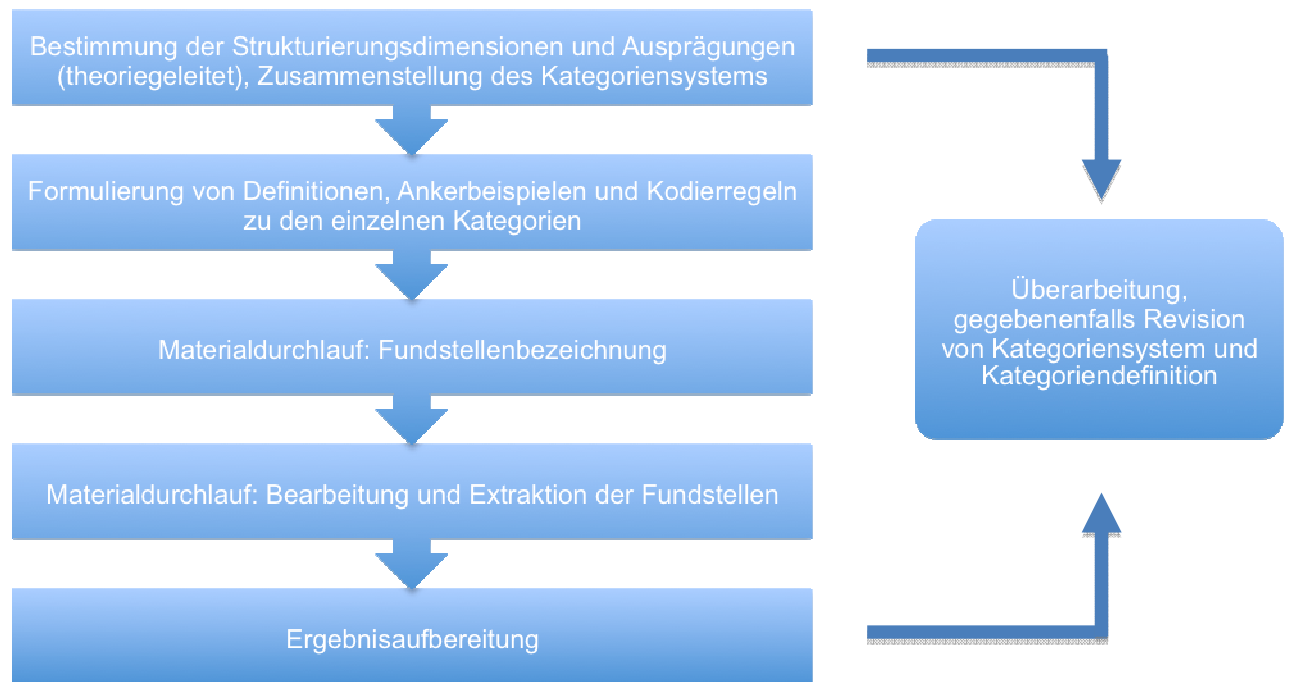 Bestimmung der Strukturierungsdimensionen und Ausprägungen
(theoriegeleitet), Zusammenstellung des Kategoriensystems
Formulierung von Definitionen, Ankerbeispielen und Kodierregeln
zu den einzelnen Kategorien
Materialdurchlauf: Fundstellenbezeichnung
Materialdurchlauf: Bearbeitung und Extraktion der Fundstellen
Ergebnisaufbereitung
Überarbeitung,
gegebenenfalls Revision
von Kategoriensystem und
Kategoriendefinition